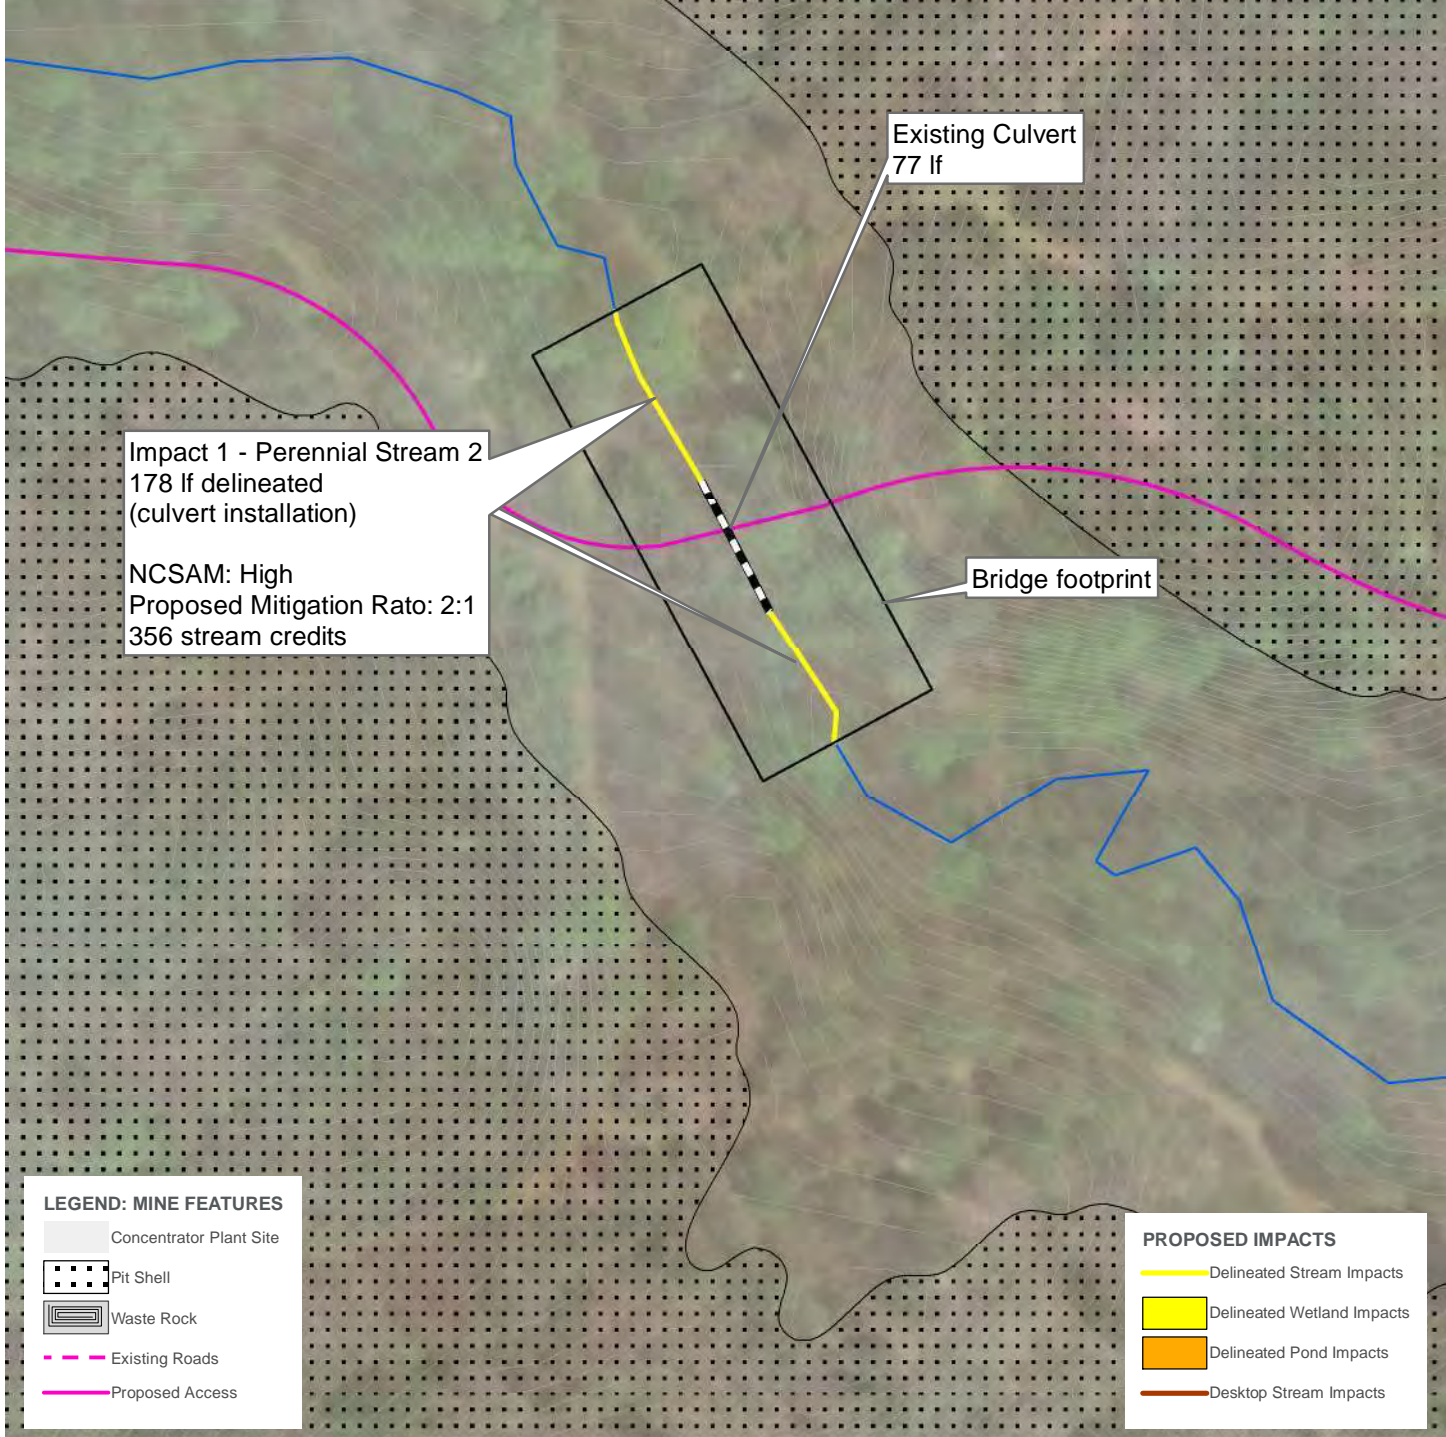 Existing Culvert
77 lf
Impact 1 - Perennial Stream 2
178 lf delineated
(culvert installation)
NCSAM: High
Proposed Mitigation Rato: 2:1
356 stream credits
Bridge footprint
LEGEND: MINE FEATURES
Concentrator Plant Site
Pit Shell
Waste Rock
Existing Roads
Proposed Access
PROPOSED IMPACTS
Delineated Stream Impacts
Delineated Wetland Impacts
Delineated Pond Impacts
Desktop Stream Impacts